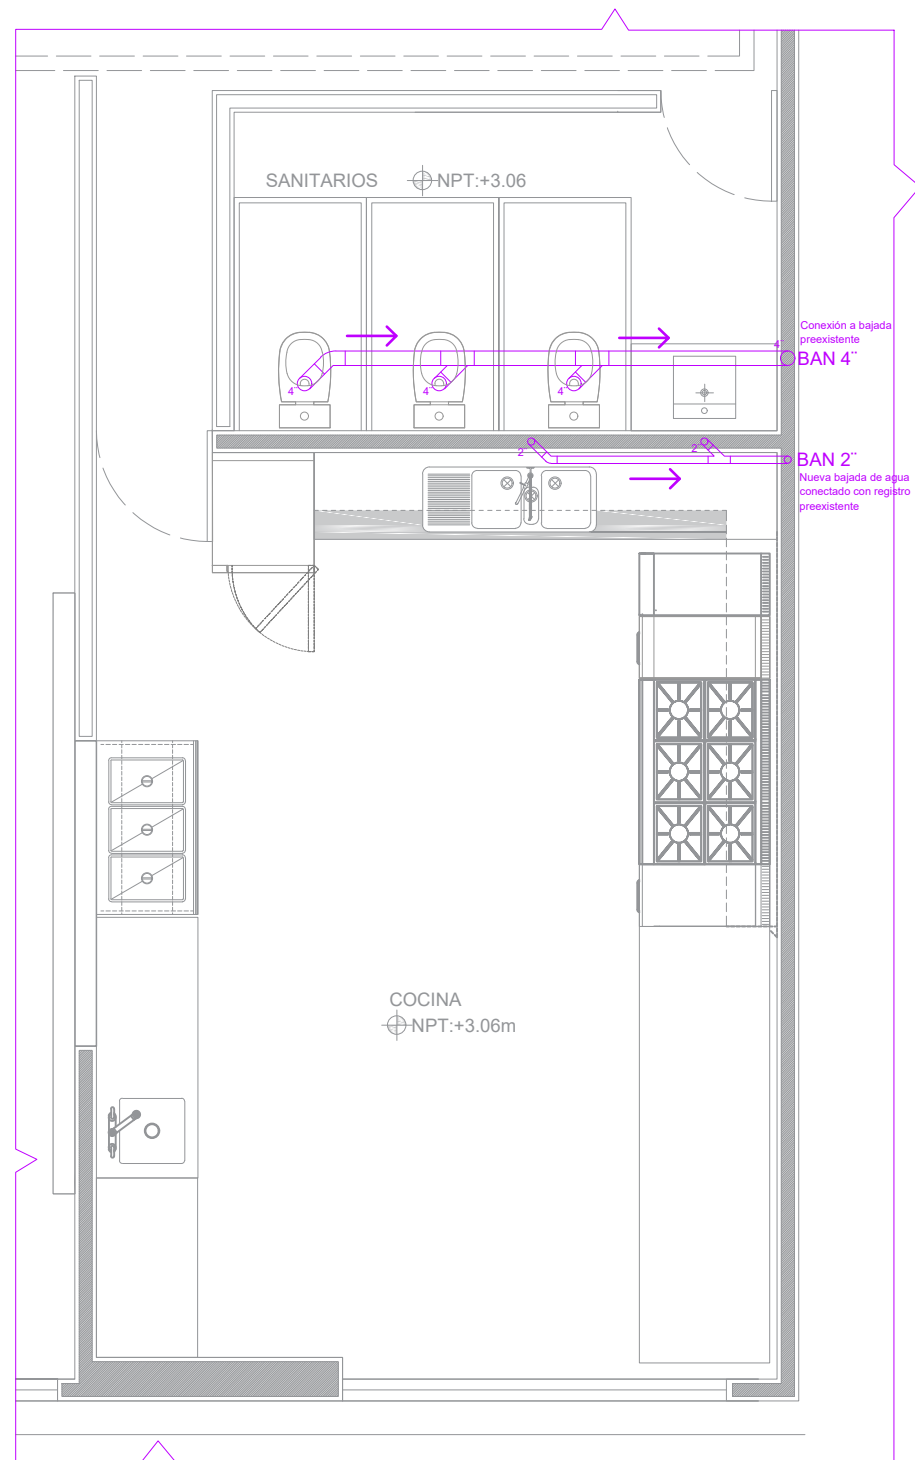 SANITARIOS
NPT:+3.06
Conexión a bajada
preexistente
4¨
BAN 4¨
4¨
4¨
4¨
2¨
2¨
BAN 2¨
Nueva bajada de agua
conectado con registro
preexistente
COCINA
NPT:+3.06m